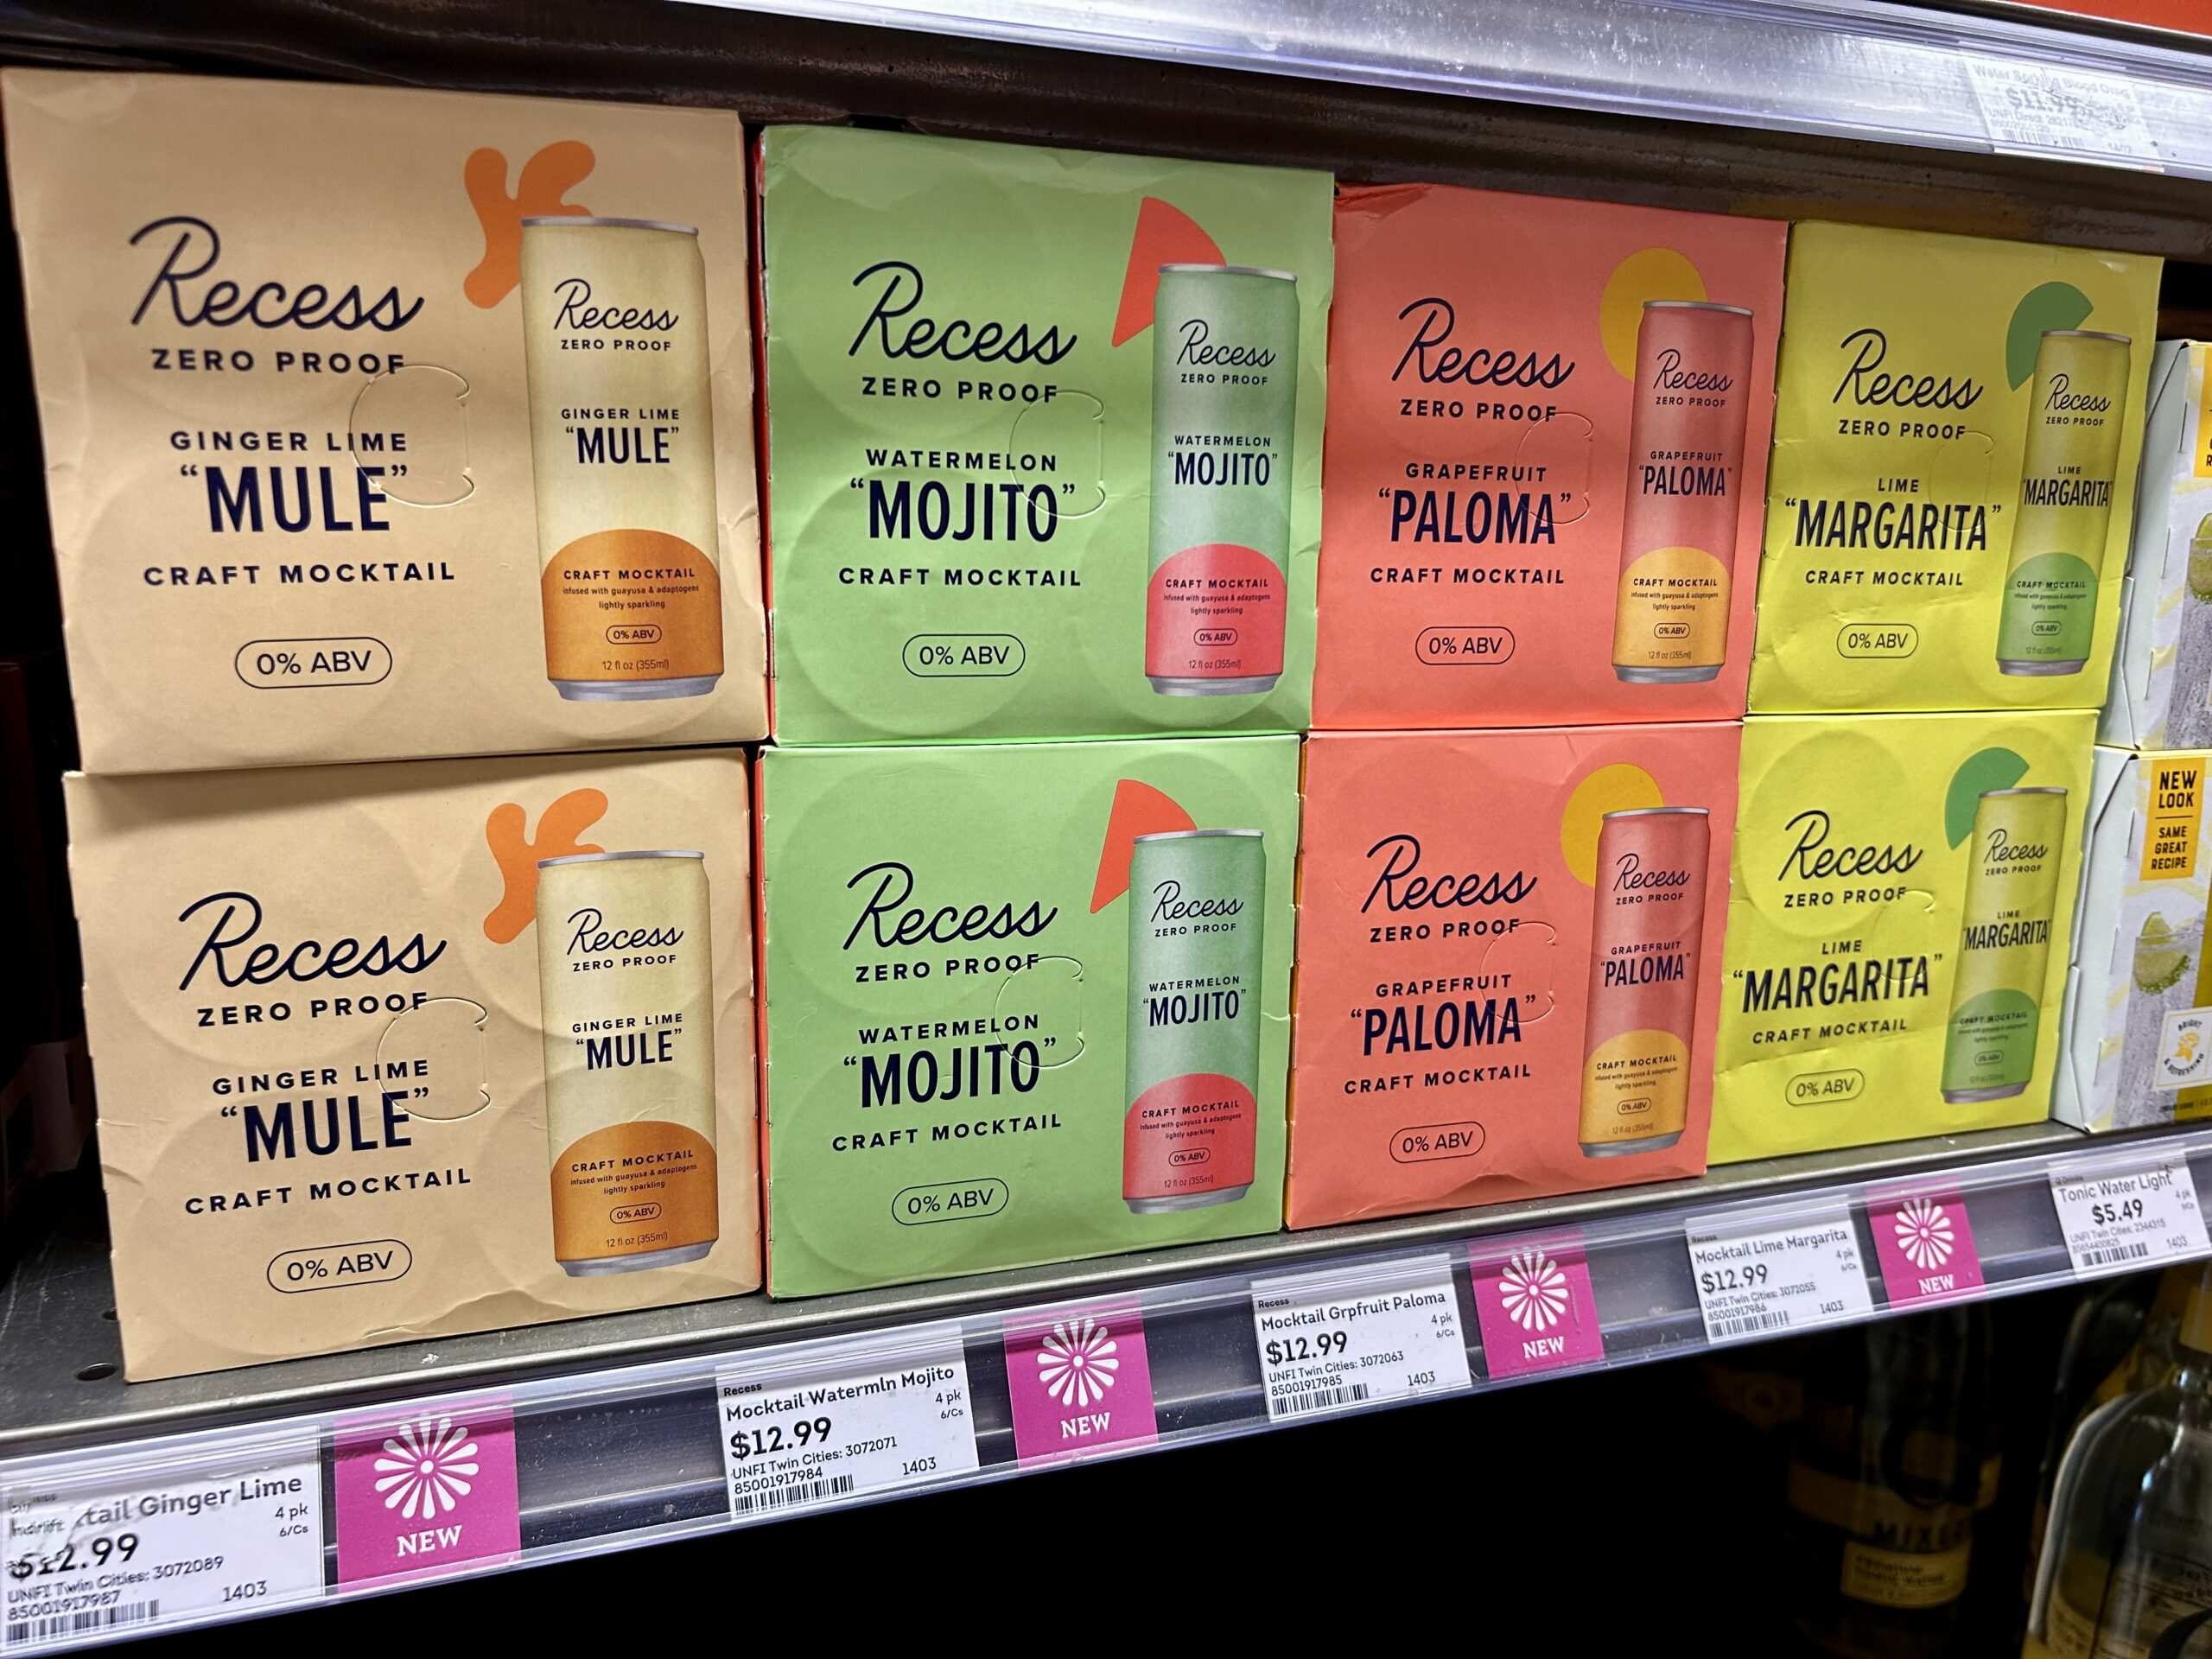 Recess
ZERO PROOF
GINGER LIME
"MULE"
CRAFT MOCKTAIL
0% ABV
Recess
ZERO PROOF
GINGER LIME
"MULE"
CRAFT MOCKTAIL
infused with guayusa & adaptogens
lightly sparkling
0% ABV
12 fl oz (355ml)
Recess
ZERO PROOF
WATERMELON
"MOJITO"
CRAFT MOCKTAIL
0% ABV
Recess
ZERO PROOF
WATERMELON
"MOJITO"
CRAFT MOCKTAIL
infused with guayusa & adaptogens
lightly sparkling
0% ABV
12 fl oz (355ml)
Recess
ZERO PROOF
GRAPEFRUIT
"PALOMA"
CRAFT MOCKTAIL
0% ABV
Recess
ZERO PROOF
GRAPEFRUIT
"PALOMA"
CRAFT MOCKTAIL
infused with guayusa & adaptogens
lightly sparkling
0% ABV
12 fl oz (355ml)
Recess
ZERO PROOF
LIME
"MARGARITA"
CRAFT MOCKTAIL
0% ABV
Recess
ZERO PROOF
LIME
"MARGARITA"
CRAFT MOCKTAIL
infused with guayusa & adaptogens
lightly sparkling
0% ABV
12 fl oz (355ml)
Recess
ZERO PROOF
GINGER LIME
"MULE"
CRAFT MOCKTAIL
0% ABV
Recess
ZERO PROOF
GINGER LIME
"MULE"
CRAFT MOCKTAIL
infused with guayusa & adaptogens
lightly sparkling
0% ABV
12 fl oz (355ml)
Recess
ZERO PROOF
WATERMELON
"MOJITO"
CRAFT MOCKTAIL
0% ABV
Recess
ZERO PROOF
WATERMELON
"MOJITO"
CRAFT MOCKTAIL
infused with guayusa & adaptogens
lightly sparkling
0% ABV
12 fl oz (355ml)
Recess
ZERO PROOF
GRAPEFRUIT
"PALOMA"
CRAFT MOCKTAIL
0% ABV
Recess
ZERO PROOF
GRAPEFRUIT
"PALOMA"
CRAFT MOCKTAIL
infused with guayusa & adaptogens
lightly sparkling
0% ABV
12 fl oz (355ml)
Recess
ZERO PROOF
LIME
"MARGARITA"
CRAFT MOCKTAIL
0% ABV
Recess
ZERO PROOF
LIME
"MARGARITA"
CRAFT MOCKTAIL
0% ABV
NEW
LOOK
SAME
GREAT
RECIPE
BRIGHT
& REFRESHING
$11.99
ktail Ginger Lime
4 pk
6/Cs
$12.99
UNFI Twin Cities: 3072089
85001917987
1403
NEW
Recess
Mocktail Watermln Mojito
4 pk
6/Cs
$12.99
UNFI Twin Cities: 3072071
85001917984
1403
NEW
Recess
Mocktail Grpfruit Paloma
4 pk
6/Cs
$12.99
UNFI Twin Cities: 3072063
85001917985
1403
NEW
Recess
Mocktail Lime Margarita
4 pk
6/Cs
$12.99
UNFI Twin Cities: 3072055
85001917986
1403
NEW
Tonic Water Light
4 pk
$5.49
UNFI Twin Cities: 2344315
1403
MIXER